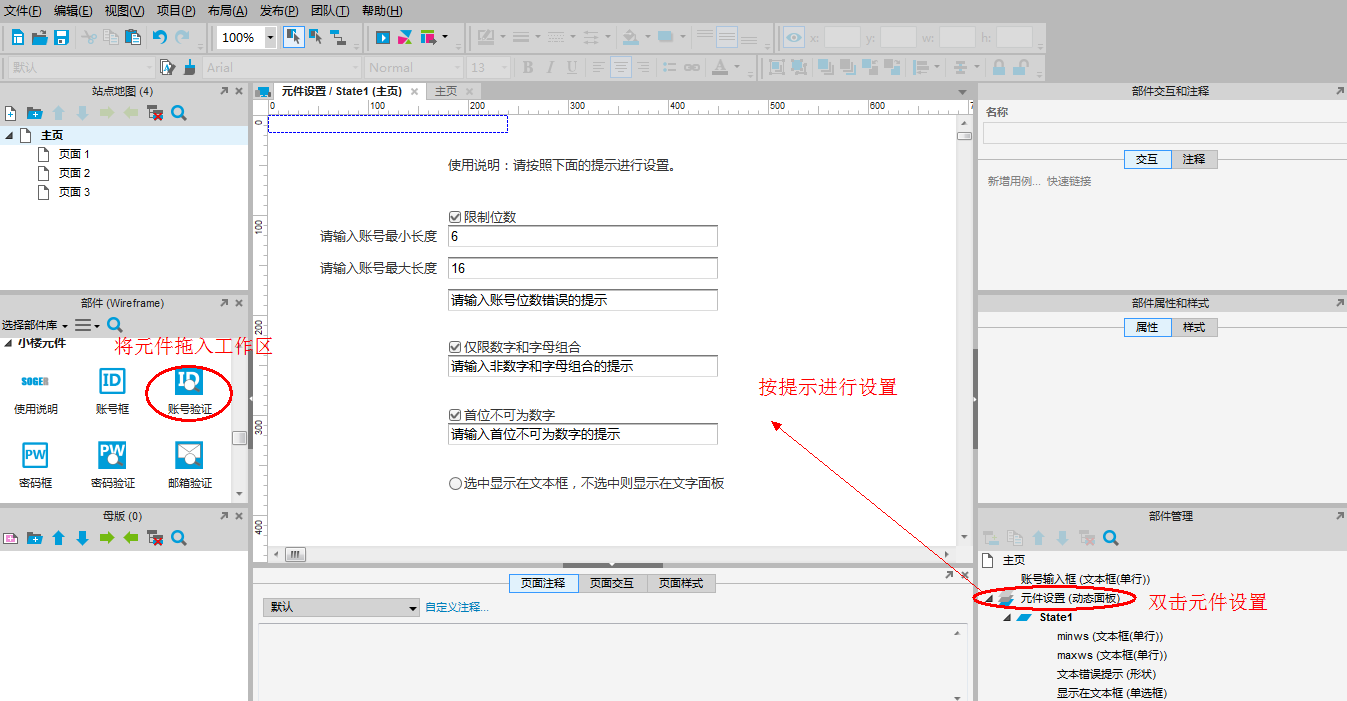 文件(F) 编辑(E) 视图(V) 项目(P) 布局(A) 发布(P) 团队(T) 帮助(H)
100% x: y: w: h:
默认 Arial Normal 13 B I U A
站点地图 (4)
主页
页面 1
页面 2
页面 3
部件 (Wireframe)
选择部件库
小楼元件
将元件拖入工作区
SOGER ID ID
使用说明 账号框 账号验证
PW PW
密码框 密码验证 邮箱验证
母版 (0)
元件设置 / State1 (主页) 主页
0 100 200 300 400 500 600 7
0
100
200
300
400
使用说明：请按照下面的提示进行设置。
限制位数
请输入账号最小长度 6
请输入账号最大长度 16
请输入账号位数错误的提示
仅限数字和字母组合
请输入非数字和字母组合的提示
首位不可为数字
请输入首位不可为数字的提示
选中显示在文本框，不选中则显示在文字面板
按提示进行设置
页面注释 页面交互 页面样式
默认 自定义注释...
部件交互和注释
名称
交互 注释
新增用例... 快速链接
部件属性和样式
属性 样式
部件管理
主页
账号输入框 (文本框(单行))
元件设置 (动态面板)
双击元件设置
State1
minws (文本框(单行))
maxws (文本框(单行))
文本错误提示 (形状)
显示在文本框 (单选框)